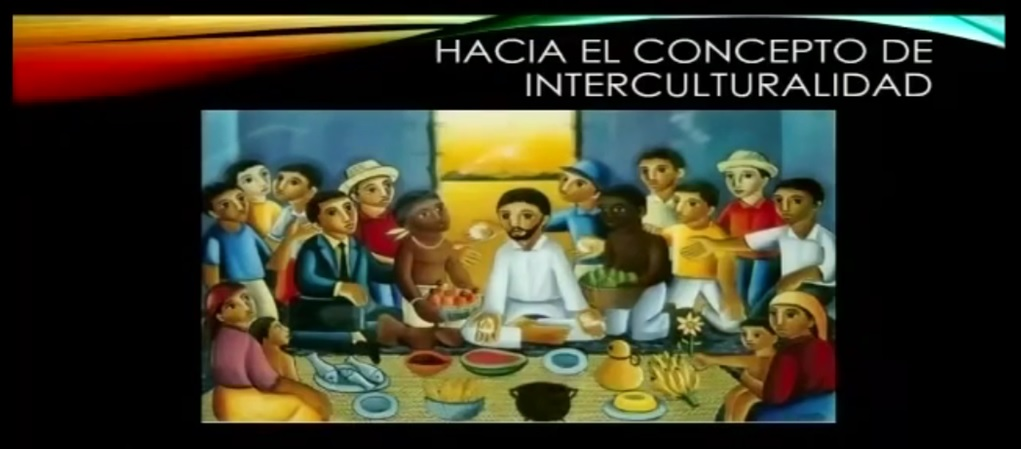 HACIA EL CONCEPTO DE
INTERCULTURALIDAD